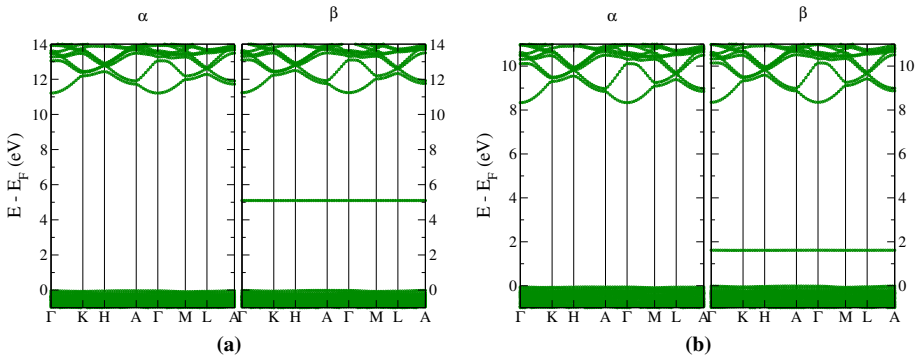 α β α β
14 14
12 12 10 10
10 10 8 8
8 8 6 6
6 6 4 4
4 4 2 2
2 2
0 0 0 0
E - E_F (eV) E - E_F (eV)
Γ K H A Γ M L A Γ K H A Γ M L A Γ K H A Γ M L A Γ K H A Γ M L A
(a) (b)